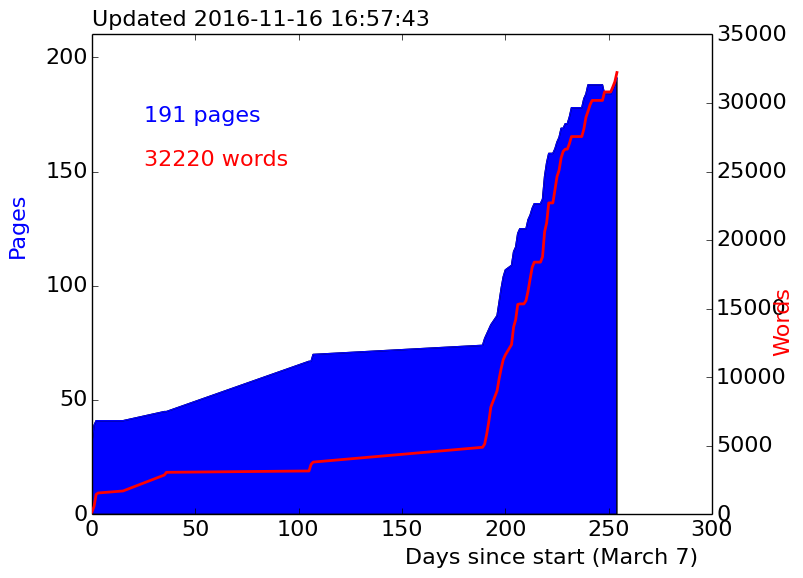 Updated 2016-11-16 16:57:43
200
150
100
50
0
Pages
191 pages
32220 words
35000
30000
25000
20000
15000
10000
5000
0
Words
0 50 100 150 200 250 300
Days since start (March 7)